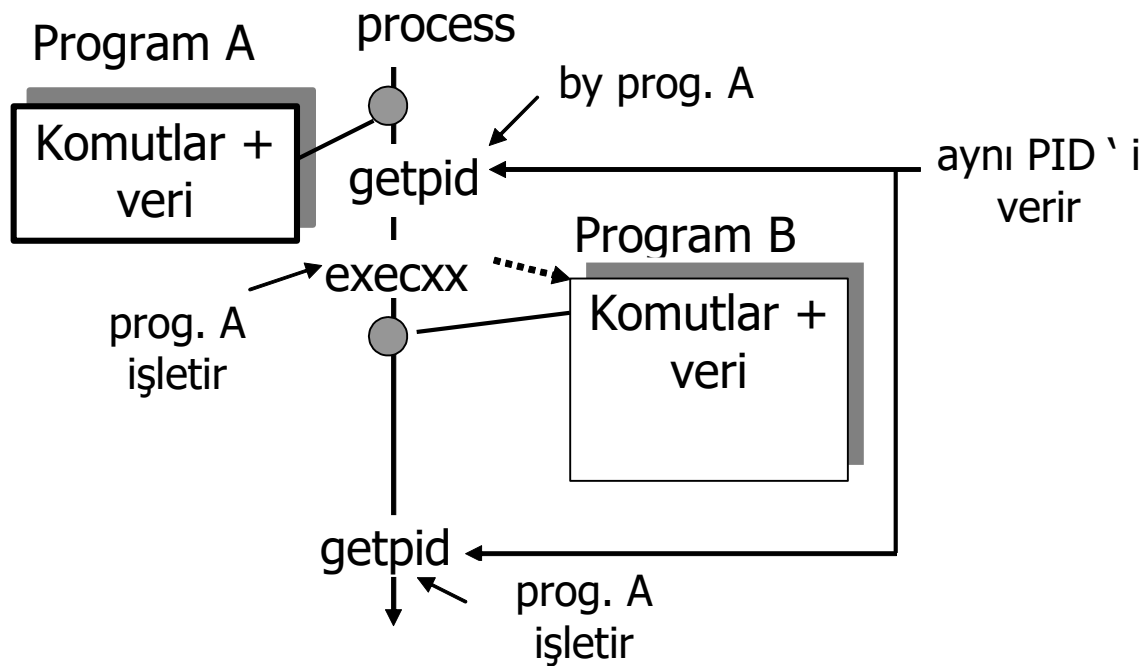 process
Program A
by prog. A
Komutlar +
veri
aynı PID ‘ i
verir
getpid
Program B
execxx
Komutlar +
veri
prog. A
işletir
getpid
prog. A
işletir